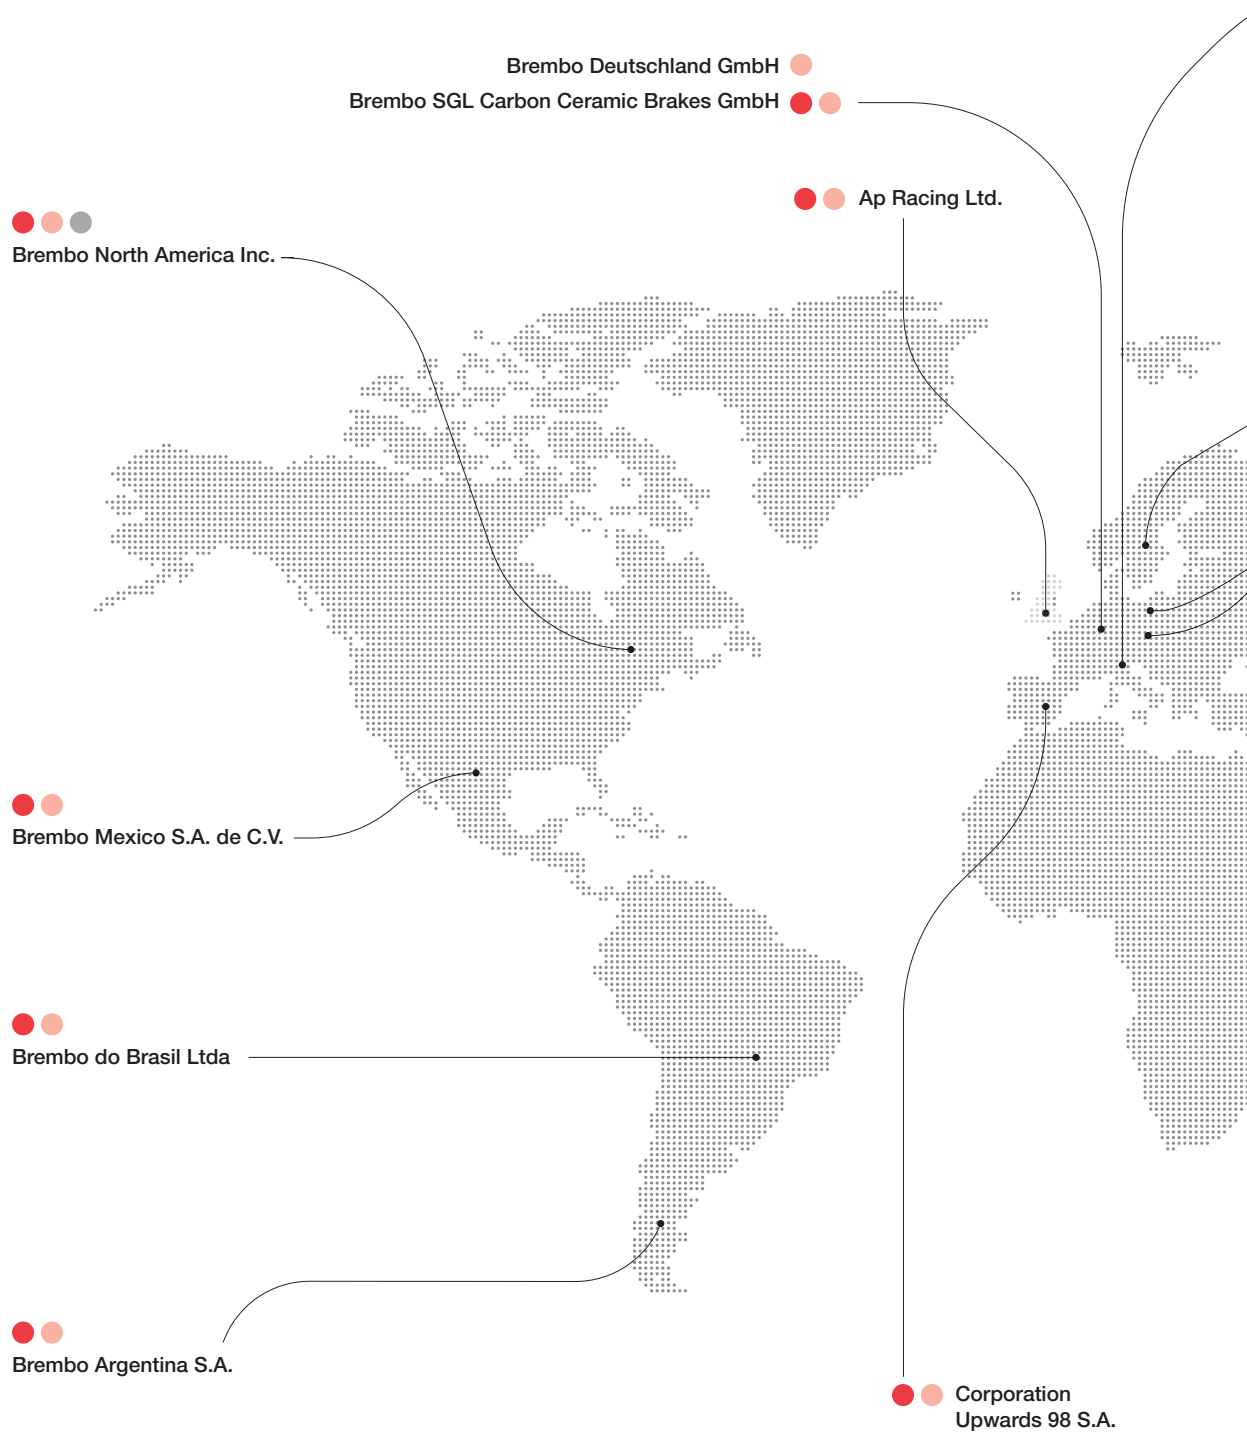 Brembo Deutschland GmbH
Brembo SGL Carbon Ceramic Brakes GmbH
Ap Racing Ltd.
Brembo North America Inc.
Brembo Mexico S.A. de C.V.
Brembo do Brasil Ltda
Brembo Argentina S.A.
Corporation
Upwards 98 S.A.